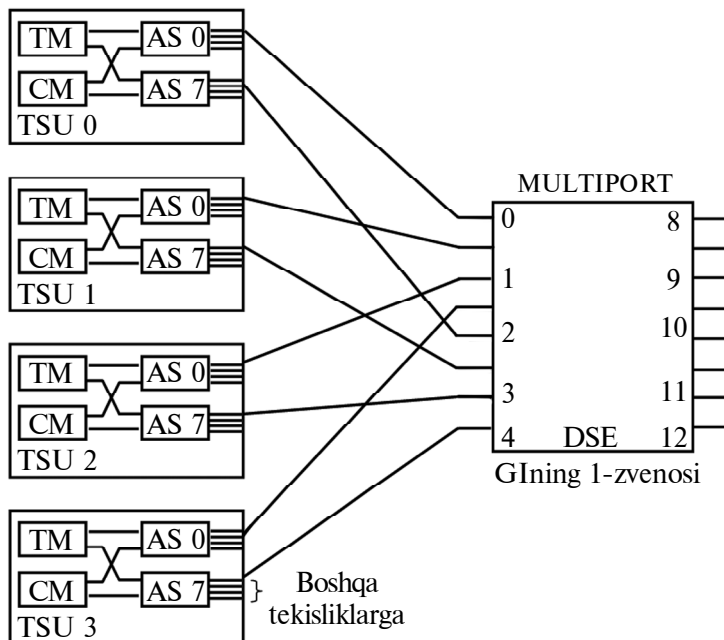 TM AS 0
CM AS 7
TSU 0
TM AS 0
CM AS 7
TSU 1
TM AS 0
CM AS 7
TSU 2
TM AS 0
CM AS 7
TSU 3
Boshqa
tekisliklarga
MULTIPORT
0 8
1 9
2 10
3 11
4 DSE 12
GIning 1-zvenosi